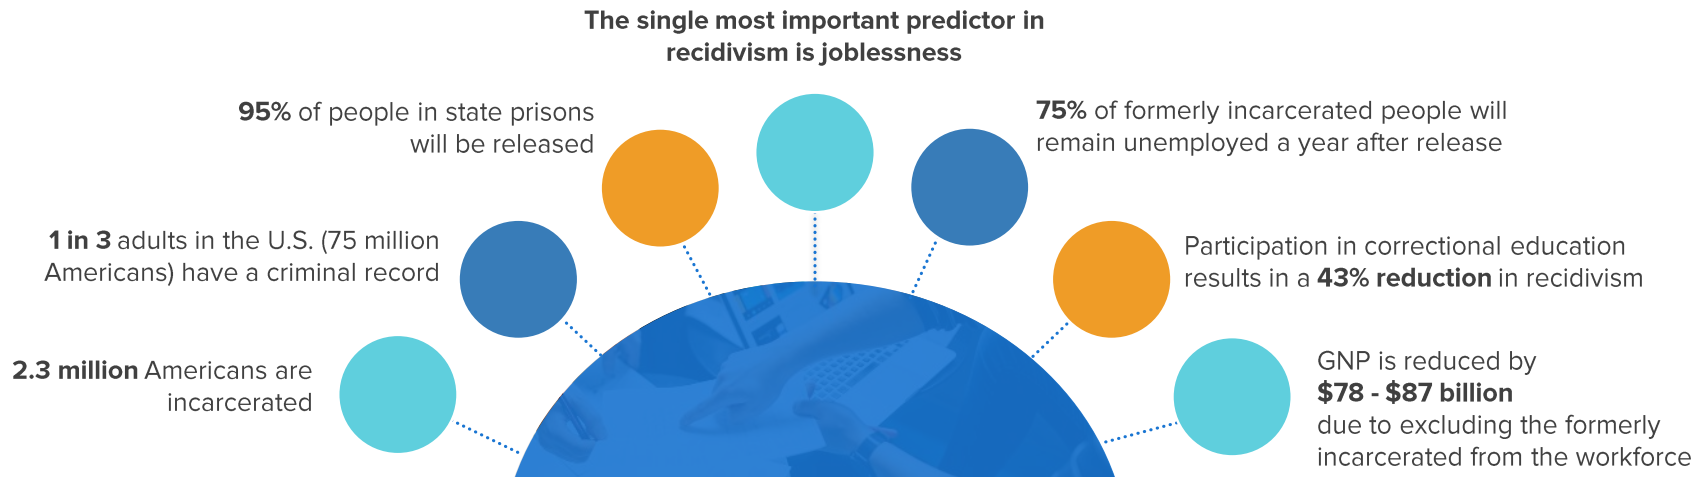 The single most important predictor in
recidivism is joblessness
95% of people in state prisons
will be released
75% of formerly incarcerated people will
remain unemployed a year after release
1 in 3 adults in the U.S. (75 million
Americans) have a criminal record
Participation in correctional education
results in a 43% reduction in recidivism
2.3 million Americans are
incarcerated
GNP is reduced by
$78 - $87 billion
due to excluding the formerly
incarcerated from the workforce